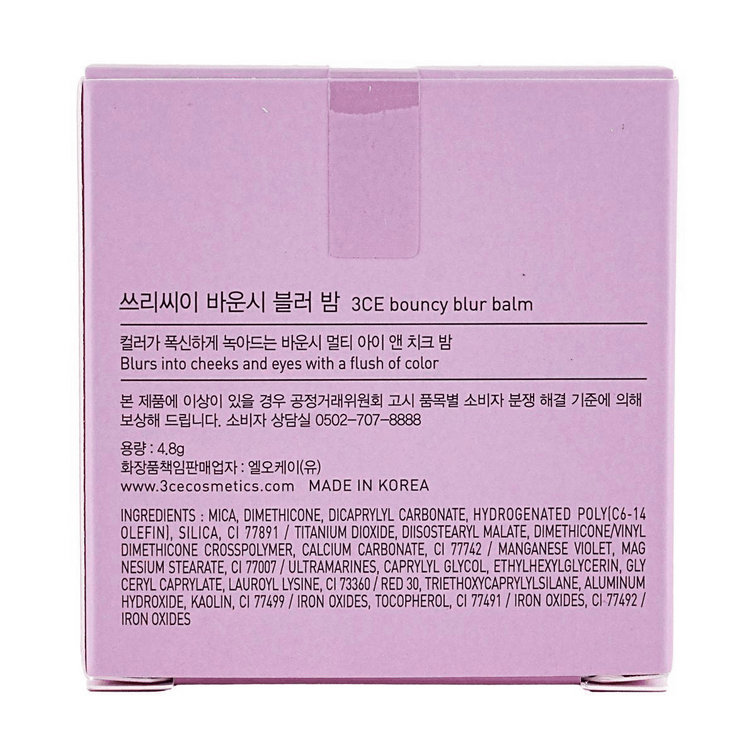 쓰리씨이 바운시 블러 밤 3CE bouncy blur balm
컬러가 폭신하게 녹아드는 바운시 멀티 아이 앤 치크 밤
Blurs into cheeks and eyes with a flush of color
본 제품에 이상이 있을 경우 공정거래위원회 고시 품목별 소비자 분쟁 해결 기준에 의해
보상해 드립니다. 소비자 상담실 0502-707-8888
용량 : 4.8g
화장품책임판매업자 : 엘오케이(유)
www.3cecosmetics.com MADE IN KOREA
INGREDIENTS : MICA, DIMETHICONE, DICAPRYLYL CARBONATE, HYDROGENATED POLY(C6-14
OLEFIN), SILICA, CI 77891 / TITANIUM DIOXIDE, DIISOSTEARYL MALATE, DIMETHICONE/VINYL
DIMETHICONE CROSSPOLYMER, CALCIUM CARBONATE, CI 77742 / MANGANESE VIOLET, MAG
NESIUM STEARATE, CI 77007 / ULTRAMARINES, CAPRYLYL GLYCOL, ETHYLHEXYLGLYCERIN, GLY
CERYL CAPRYLATE, LAUROYL LYSINE, CI 73360 / RED 30, TRIETHOXYCAPRYLYLSILANE, ALUMINUM
HYDROXIDE, KAOLIN, CI 77499 / IRON OXIDES, TOCOPHEROL, CI 77491 / IRON OXIDES, CI 77492 /
IRON OXIDES